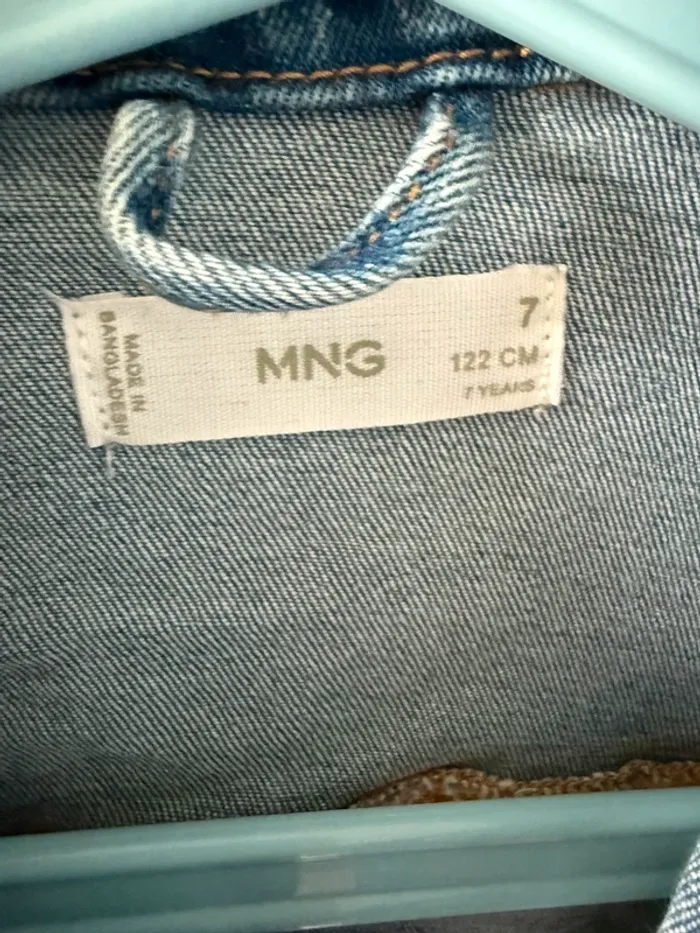 MADE IN
BANGLADESH
MNG
7
122 CM
7 YEARS